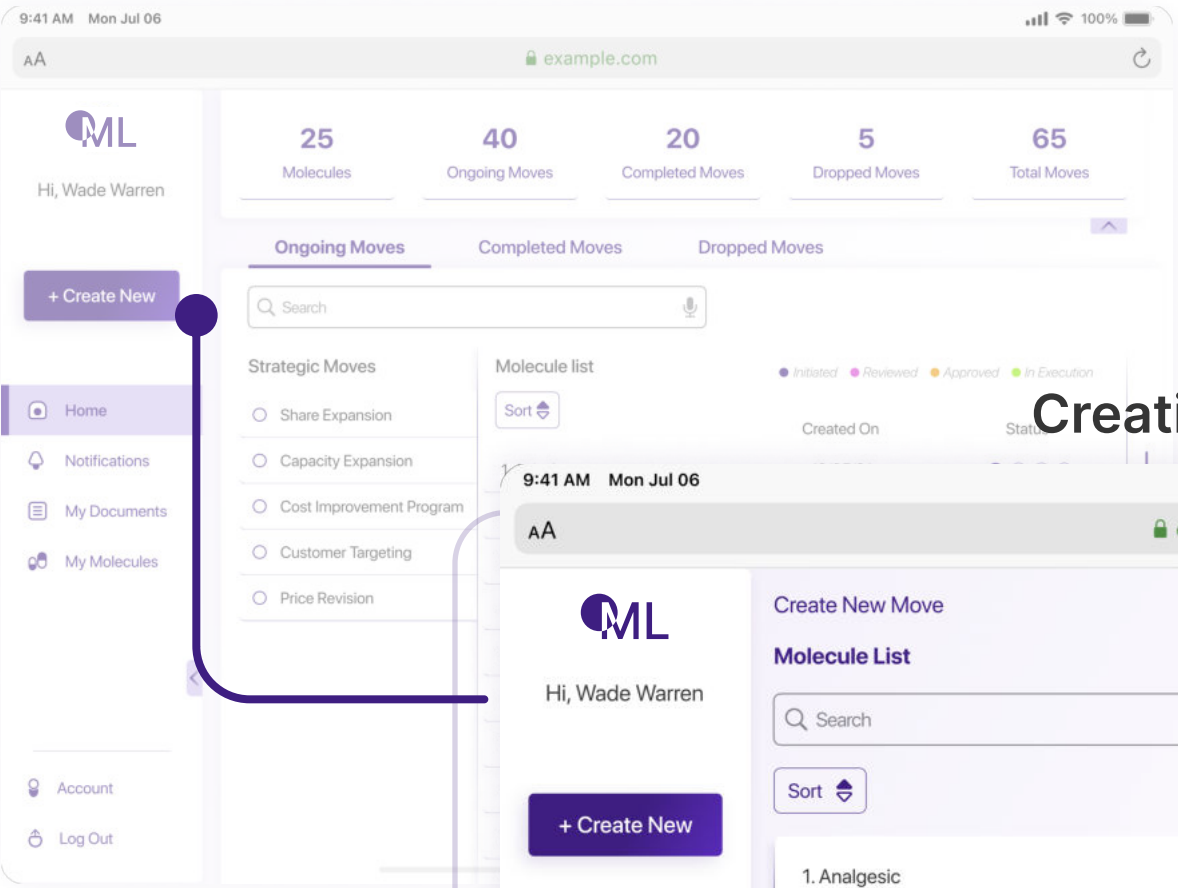 9:41 AM Mon Jul 06
100%
AA
example.com
ML
Hi, Wade Warren
+ Create New
Home
Notifications
My Documents
My Molecules
Account
Log Out
25
Molecules
40
Ongoing Moves
20
Completed Moves
5
Dropped Moves
65
Total Moves
Ongoing Moves Completed Moves Dropped Moves
Search
Strategic Moves
Share Expansion
Capacity Expansion
Cost Improvement Program
Customer Targeting
Price Revision
Molecule list
Initiated Reviewed Approved In Execution
Sort
Created On Status
Creati
9:41 AM Mon Jul 06
AA
ML
Hi, Wade Warren
+ Create New
Create New Move
Molecule List
Search
Sort
1. Analgesic